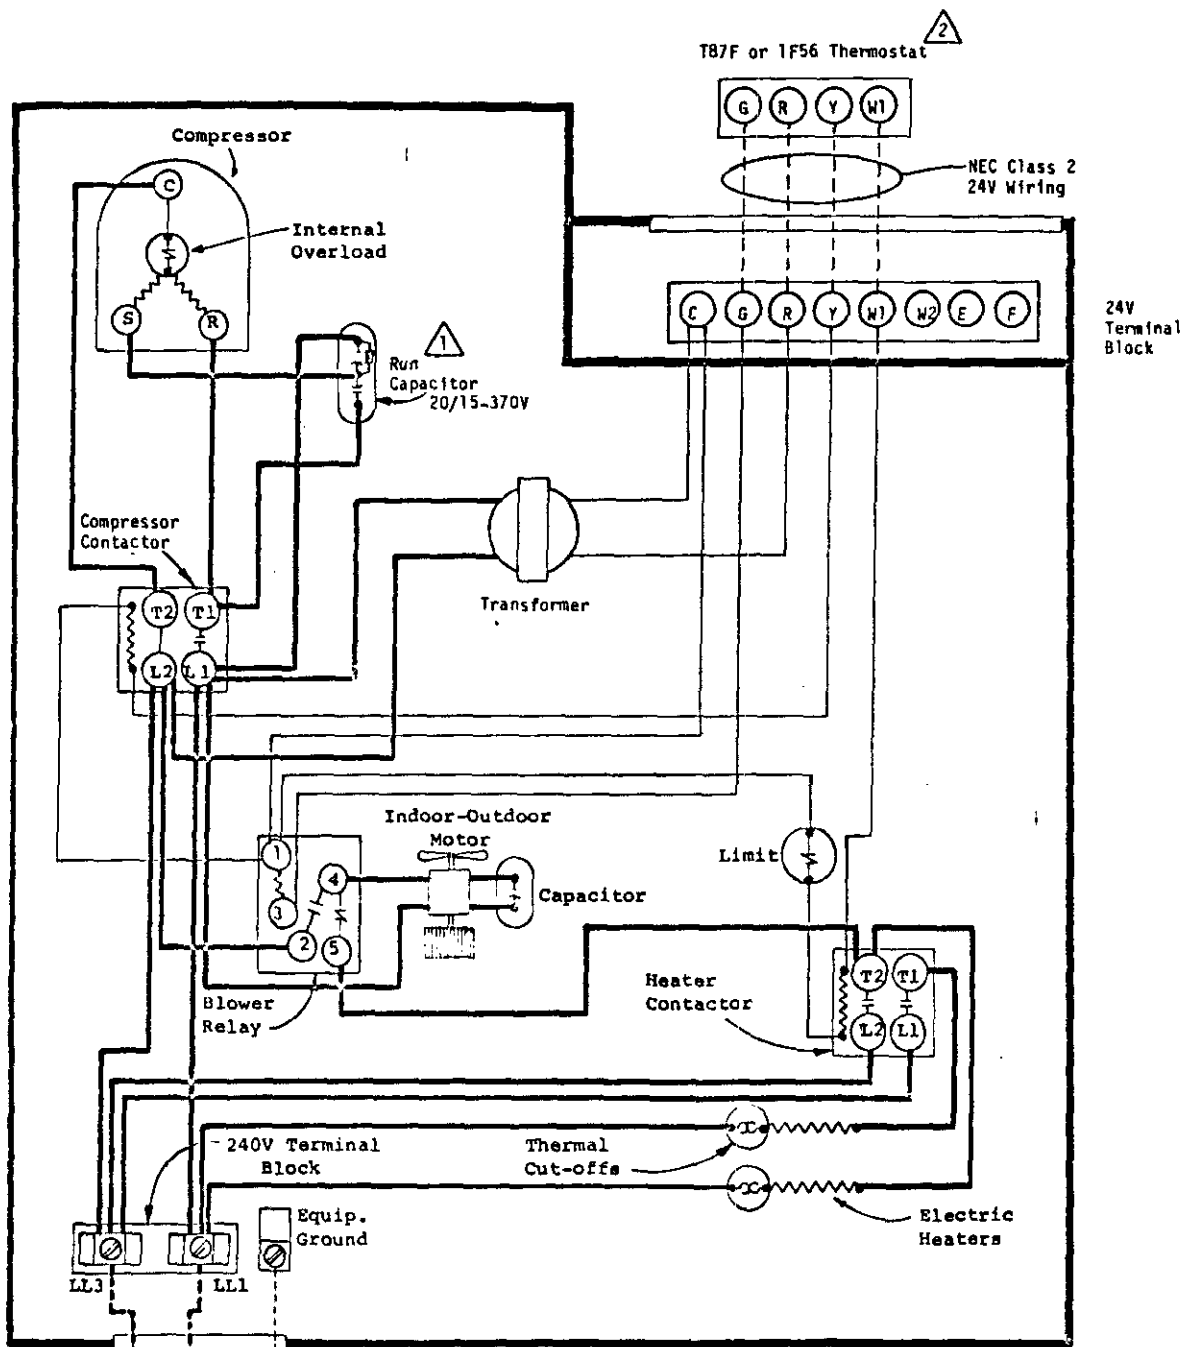 2
T87F or 1F56 Thermostat
G R Y W1
NEC Class 2
24V Wiring
Compressor
C
Internal
Overload
S R
C G R Y W1 W2 E F
24V
Terminal
Block
1
Run
Capacitor
20/15-370V
Compressor
Contactor
Transformer
T2 T1
L2 L1
Indoor-Outdoor
Motor
1
4
3
2
5
Capacitor
Limit
Blower
Relay
Heater
Contactor
T2 T1
L2 L1
240V Terminal
Block
Thermal
Cut-offs
Equip.
Ground
Electric
Heaters
LL3 LL1